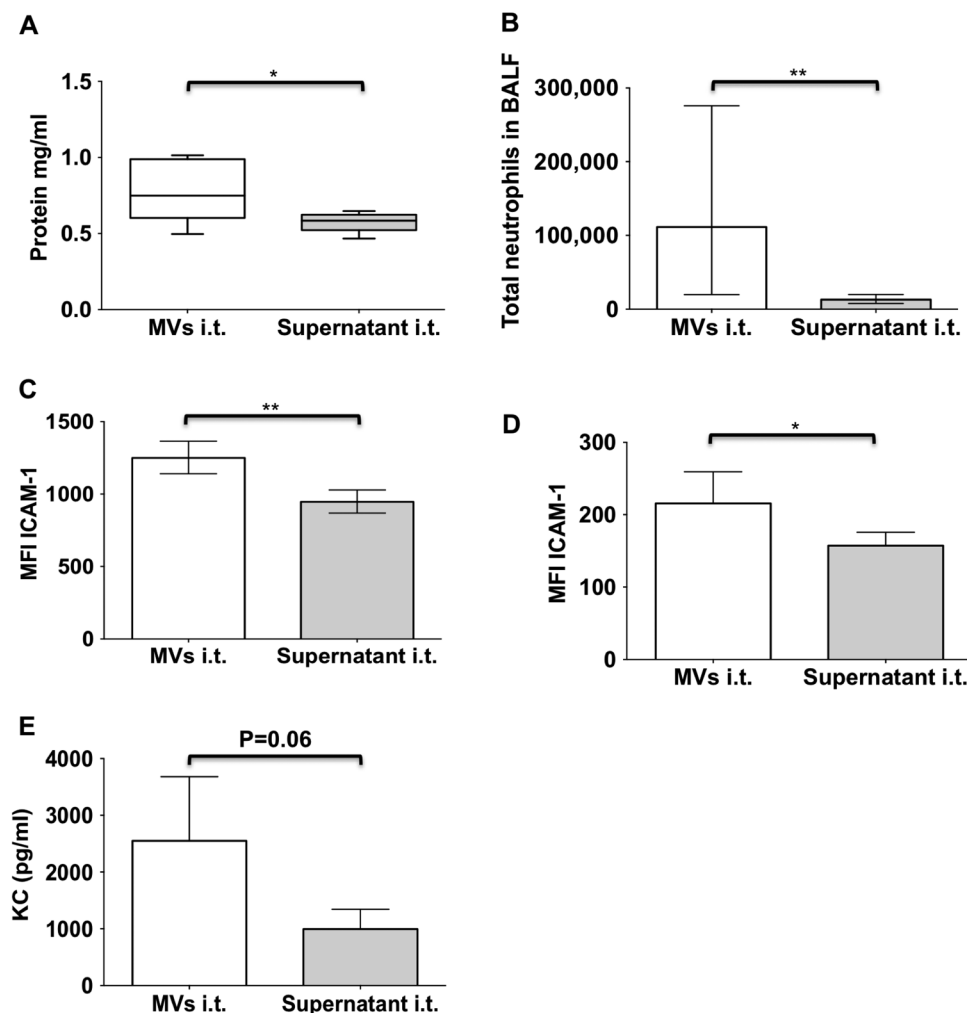 A
Protein mg/ml
1.5
1.0
0.5
0.0
*
MVs i.t.
Supernatant i.t.
B
Total neutrophils in BALF
300,000
200,000
100,000
0
**
MVs i.t.
Supernatant i.t.
C
MFI ICAM-1
1500
1000
500
0
**
MVs i.t.
Supernatant i.t.
D
MFI ICAM-1
300
200
100
0
*
MVs i.t.
Supernatant i.t.
E
KC (pg/ml)
4000
3000
2000
1000
0
P=0.06
MVs i.t.
Supernatant i.t.